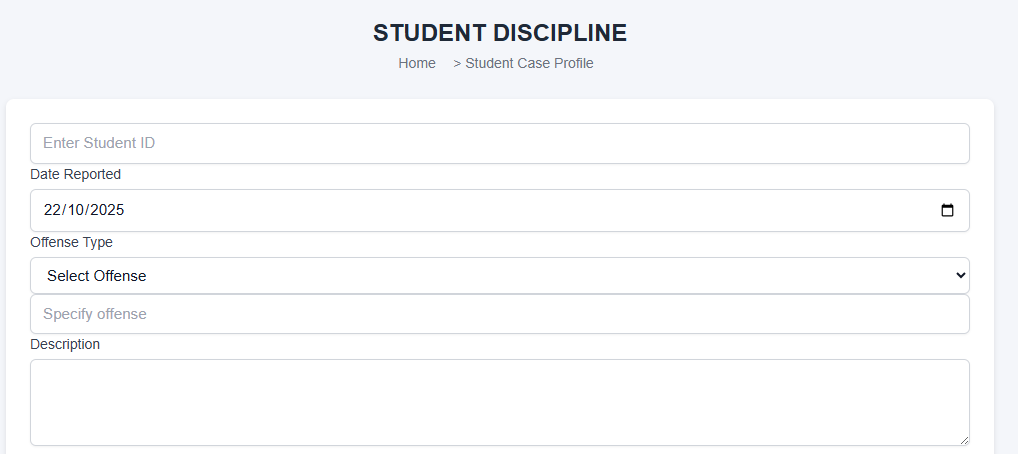 STUDENT DISCIPLINE
Home > Student Case Profile
Enter Student ID
Date Reported
22/10/2025
Offense Type
Select Offense
Specify offense
Description